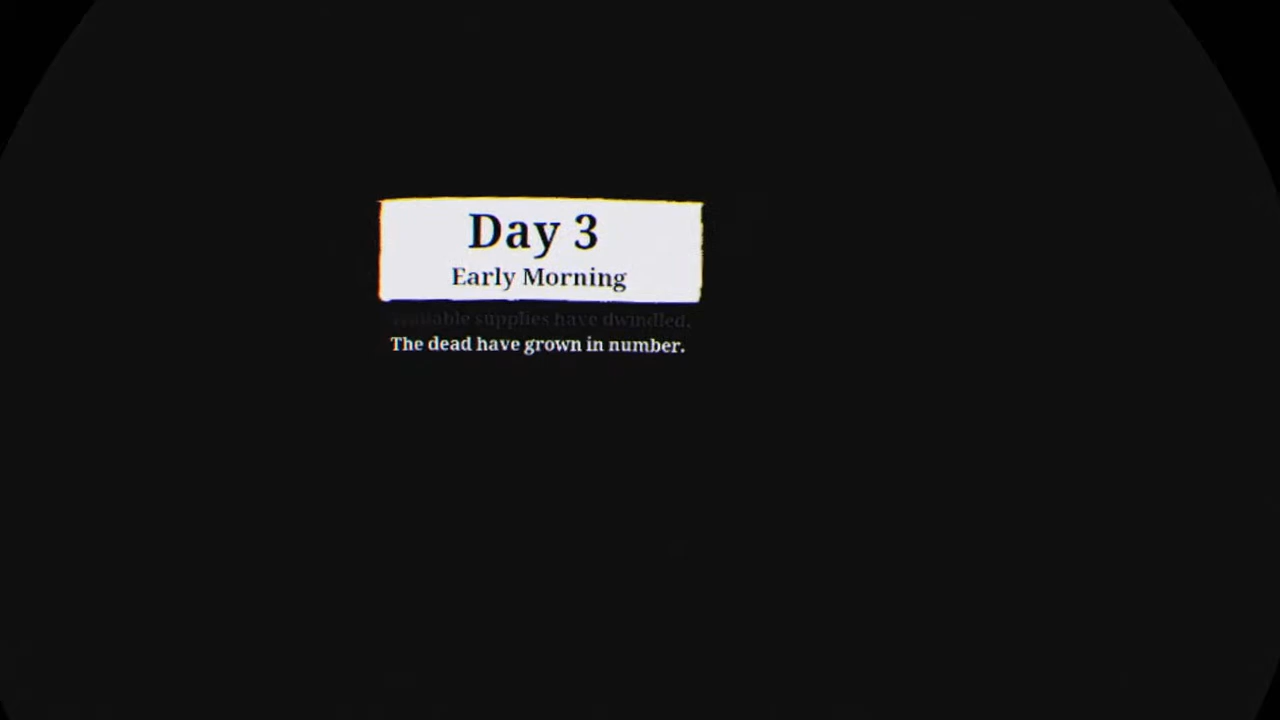 Day 3
Early Morning
supplies have dwindled.
The dead have grown in number.